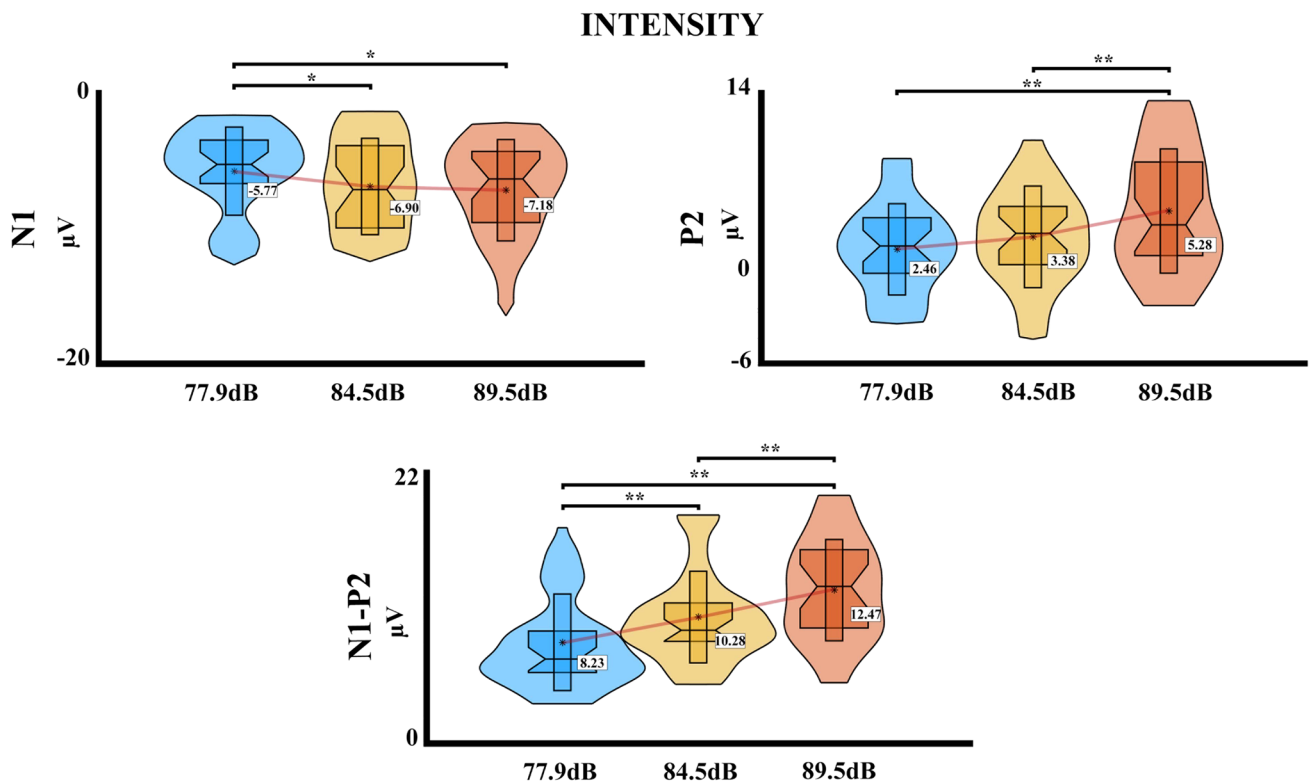 INTENSITY
*
*
0
N1
µV
-5.77
-6.90
-7.18
-20
77.9dB 84.5dB 89.5dB
**
**
14
P2
µV
0
2.46
3.38
5.28
-6
77.9dB 84.5dB 89.5dB
**
**
**
22
N1-P2
µV
8.23
10.28
12.47
0
77.9dB 84.5dB 89.5dB